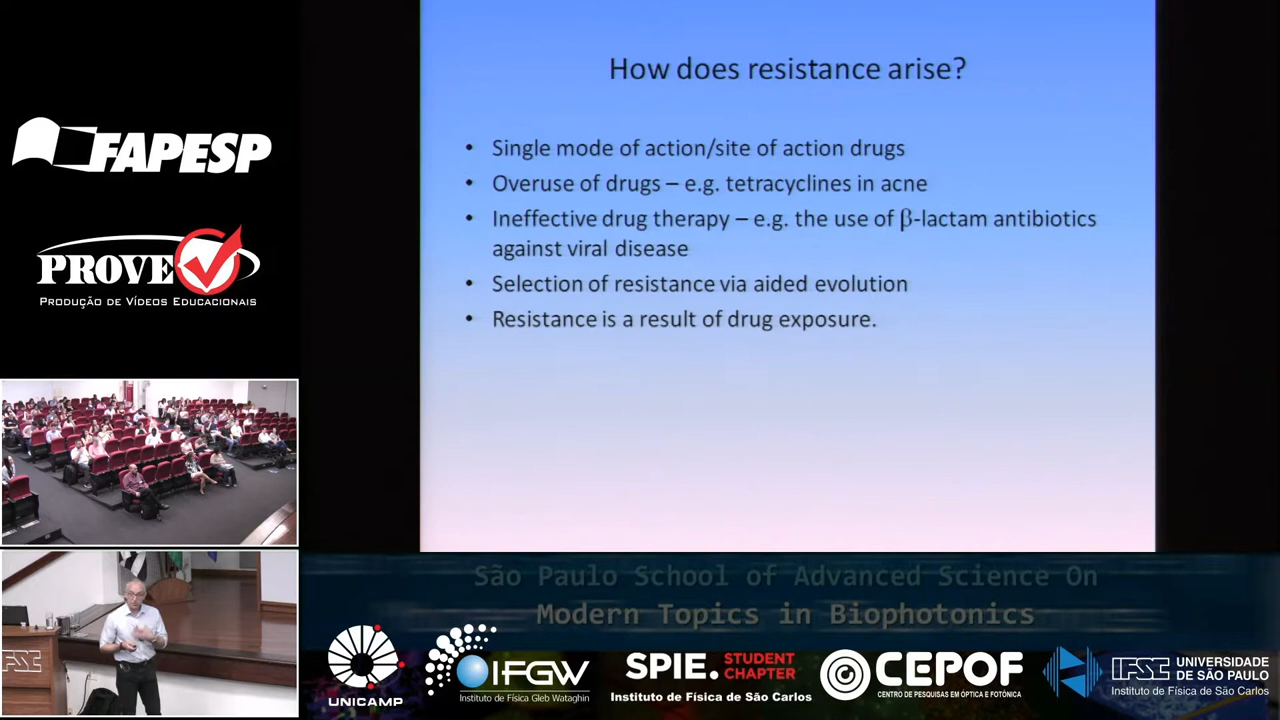 FAPESP
PROVE
PRODUÇÃO DE VÍDEOS EDUCACIONAIS
How does resistance arise?
• Single mode of action/site of action drugs
• Overuse of drugs – e.g. tetracyclines in acne
• Ineffective drug therapy – e.g. the use of β-lactam antibiotics
against viral disease
• Selection of resistance via aided evolution
• Resistance is a result of drug exposure.
IFSC
São Paulo School of Advanced Science On
Modern Topics in Biophotonics
UNICAMP
IFGW
Instituto de Física Gleb Wataghin
SPIE. STUDENT
CHAPTER
Instituto de Física de São Carlos
CEPOF
CENTRO DE PESQUISAS EM ÓPTICA E FOTÔNICA
IFSC UNIVERSIDADE
DE SÃO PAULO
Instituto de Física de São Carlos